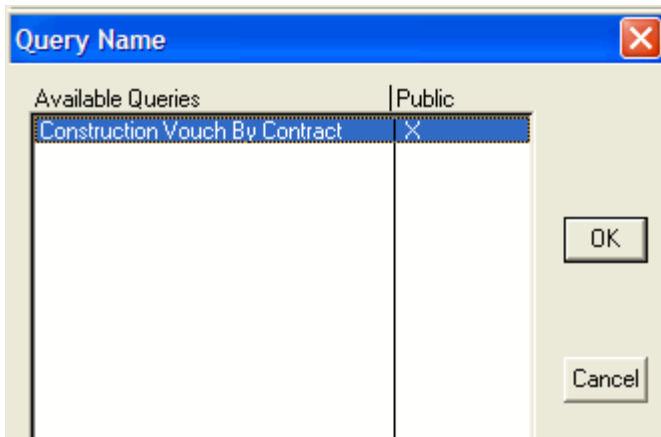 Query Name
Available Queries Public
Construction Vouch By Contract X
OK
Cancel